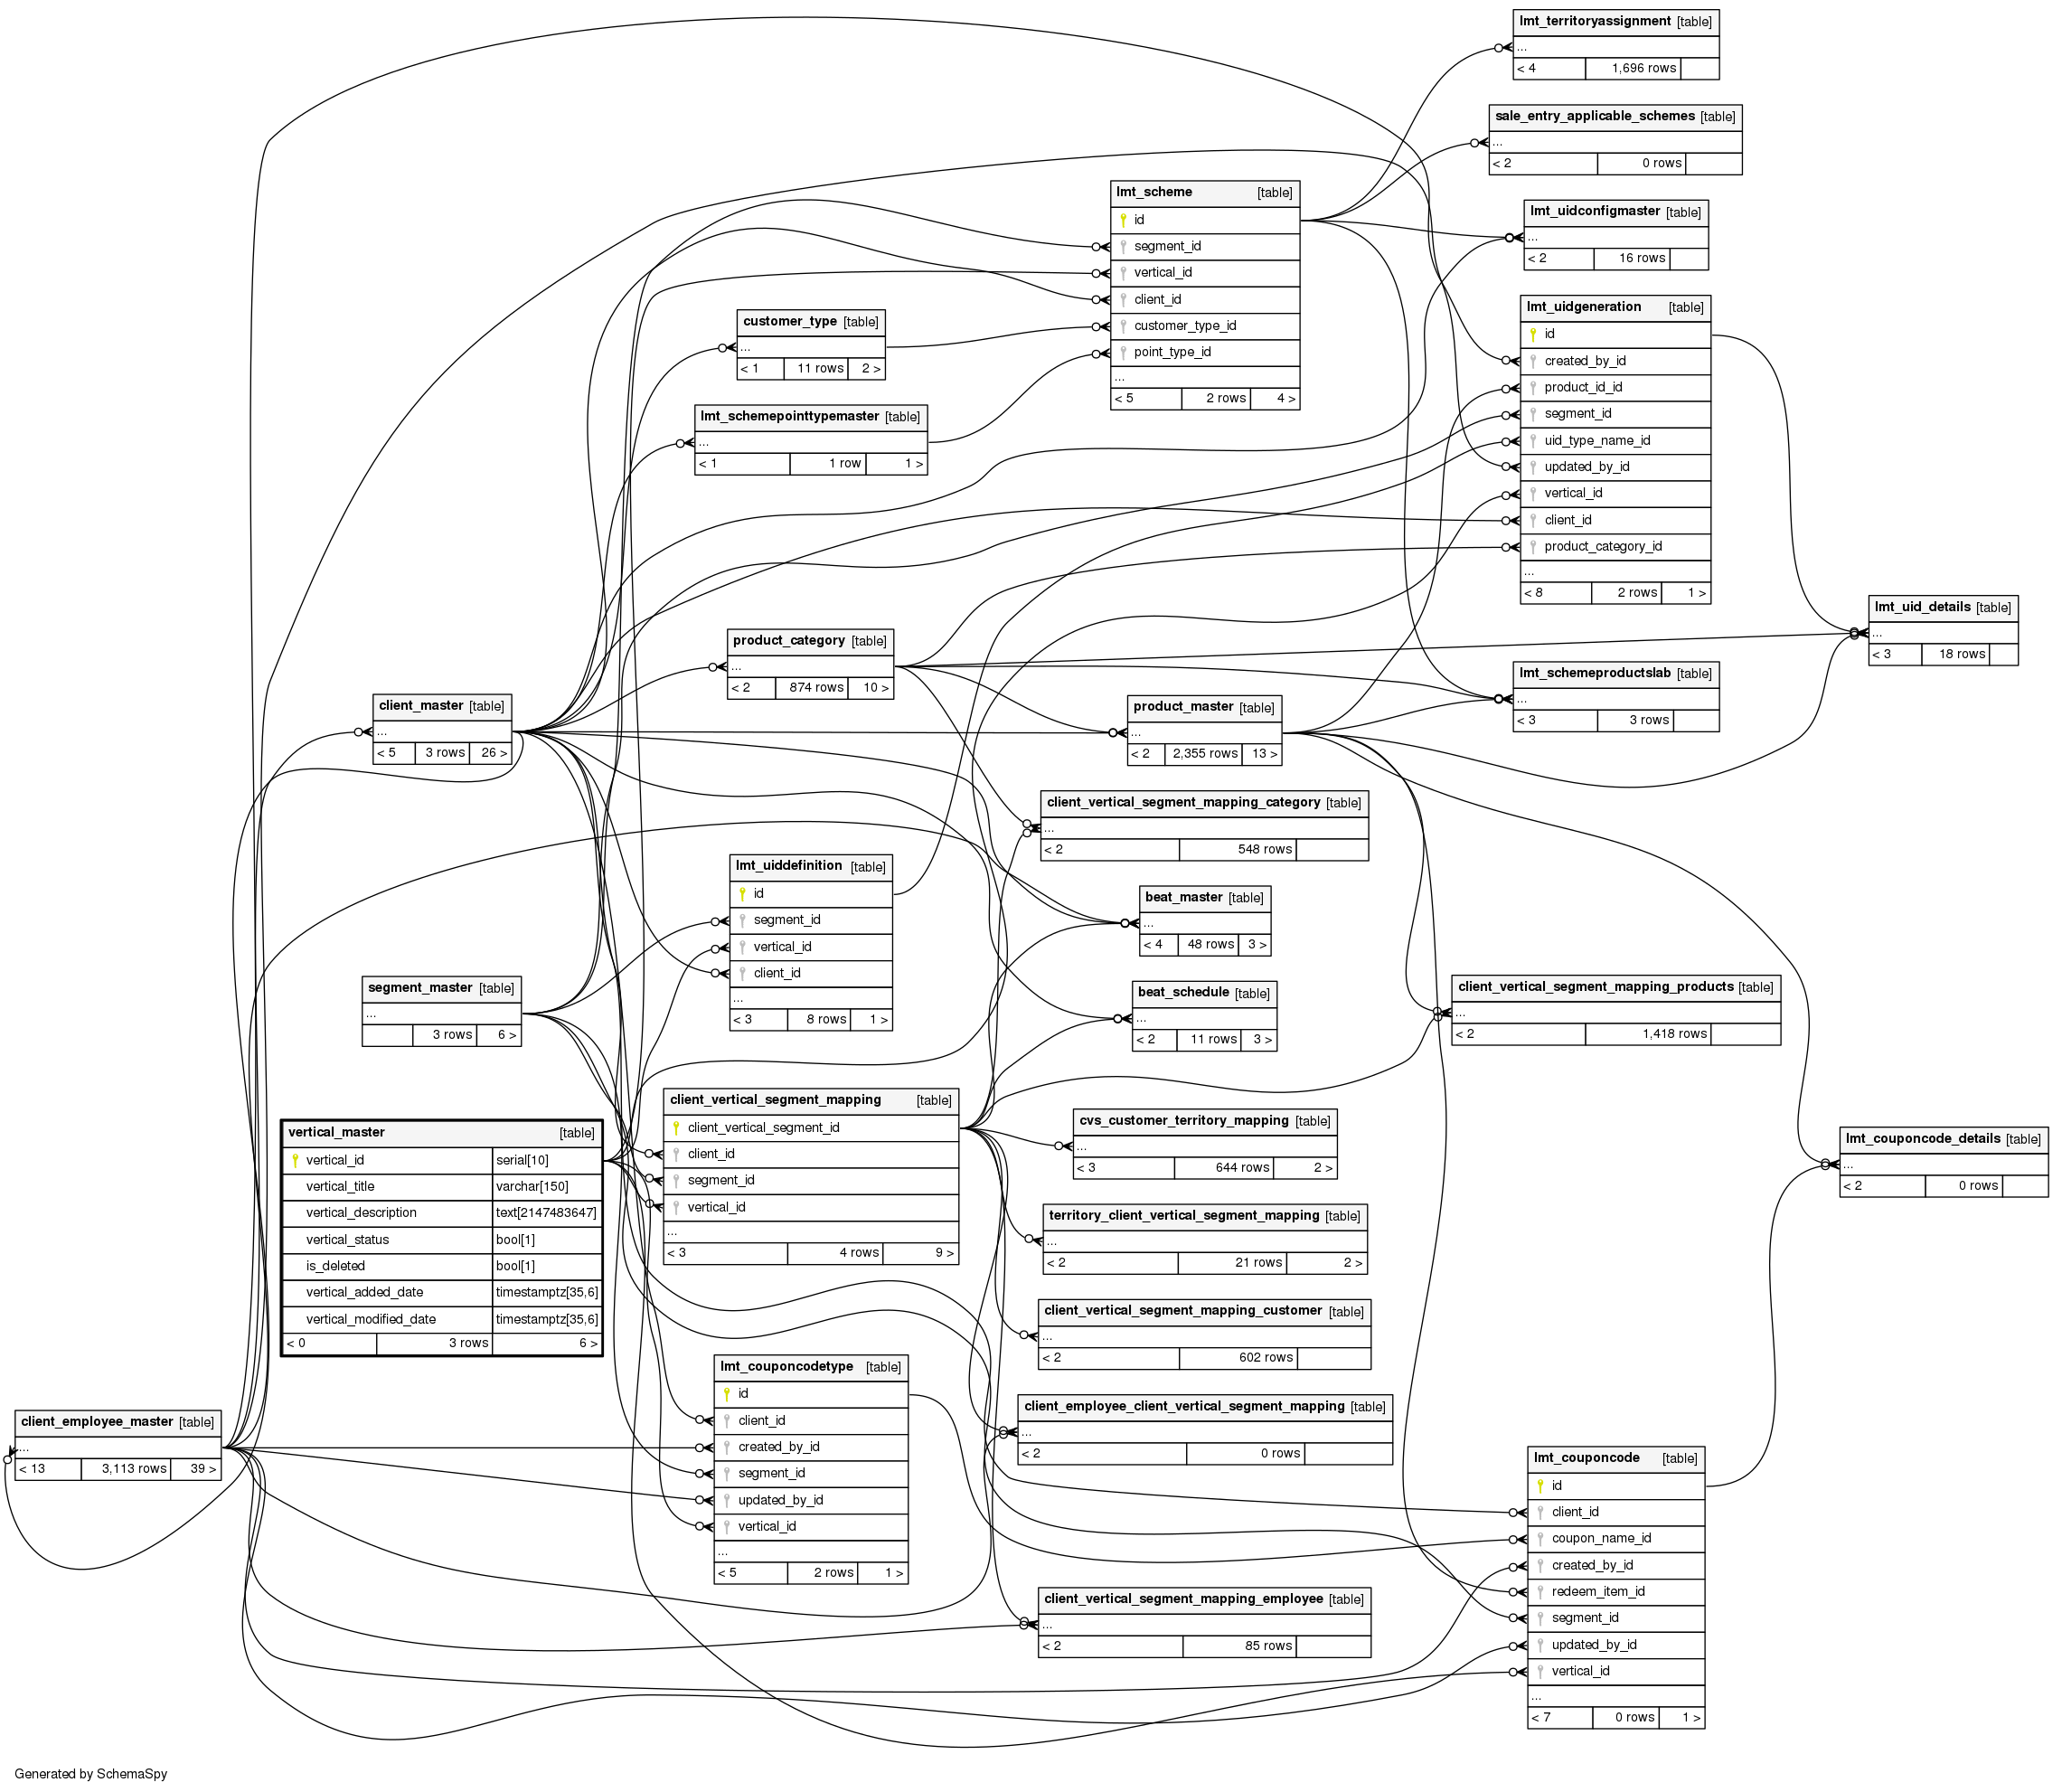 lmt_territoryassignment [table]
...
< 4 1,696 rows
sale_entry_applicable_schemes [table]
...
< 2 0 rows
lmt_scheme [table]
id
segment_id
vertical_id
client_id
customer_type_id
point_type_id
...
< 5 2 rows 4 >
lmt_uidconfigmaster [table]
...
< 2 16 rows
lmt_uidgeneration [table]
id
created_by_id
product_id_id
segment_id
uid_type_name_id
updated_by_id
vertical_id
client_id
product_category_id
...
< 8 2 rows 1 >
customer_type [table]
...
< 1 11 rows 2 >
lmt_schemepointtypemaster [table]
...
< 1 1 row 1 >
lmt_uid_details [table]
...
< 3 18 rows
product_category [table]
...
< 2 874 rows 10 >
lmt_schemeproductslab [table]
...
< 3 3 rows
client_master [table]
...
< 5 3 rows 26 >
product_master [table]
...
< 2 2,355 rows 13 >
client_vertical_segment_mapping_category [table]
...
< 2 548 rows
lmt_uiddefinition [table]
id
segment_id
vertical_id
client_id
...
< 3 8 rows 1 >
beat_master [table]
...
< 4 48 rows 3 >
segment_master [table]
...
3 rows 6 >
beat_schedule [table]
...
< 2 11 rows 3 >
client_vertical_segment_mapping_products [table]
...
< 2 1,418 rows
client_vertical_segment_mapping [table]
client_vertical_segment_id
client_id
segment_id
vertical_id
...
< 3 4 rows 9 >
vertical_master [table]
vertical_id serial[10]
vertical_title varchar[150]
vertical_description text[2147483647]
vertical_status bool[1]
is_deleted bool[1]
vertical_added_date timestamptz[35,6]
vertical_modified_date timestamptz[35,6]
< 0 3 rows 6 >
cvs_customer_territory_mapping [table]
...
< 3 644 rows 2 >
lmt_couponcode_details [table]
...
< 2 0 rows
territory_client_vertical_segment_mapping [table]
...
< 2 21 rows 2 >
client_vertical_segment_mapping_customer [table]
...
< 2 602 rows
lmt_couponcodetype [table]
id
client_id
created_by_id
segment_id
updated_by_id
vertical_id
...
< 5 2 rows 1 >
client_employee_client_vertical_segment_mapping [table]
...
< 2 0 rows
client_employee_master [table]
...
< 13 3,113 rows 39 >
lmt_couponcode [table]
id
client_id
coupon_name_id
created_by_id
redeem_item_id
segment_id
updated_by_id
vertical_id
...
< 7 0 rows 1 >
client_vertical_segment_mapping_employee [table]
...
< 2 85 rows
Generated by SchemaSpy